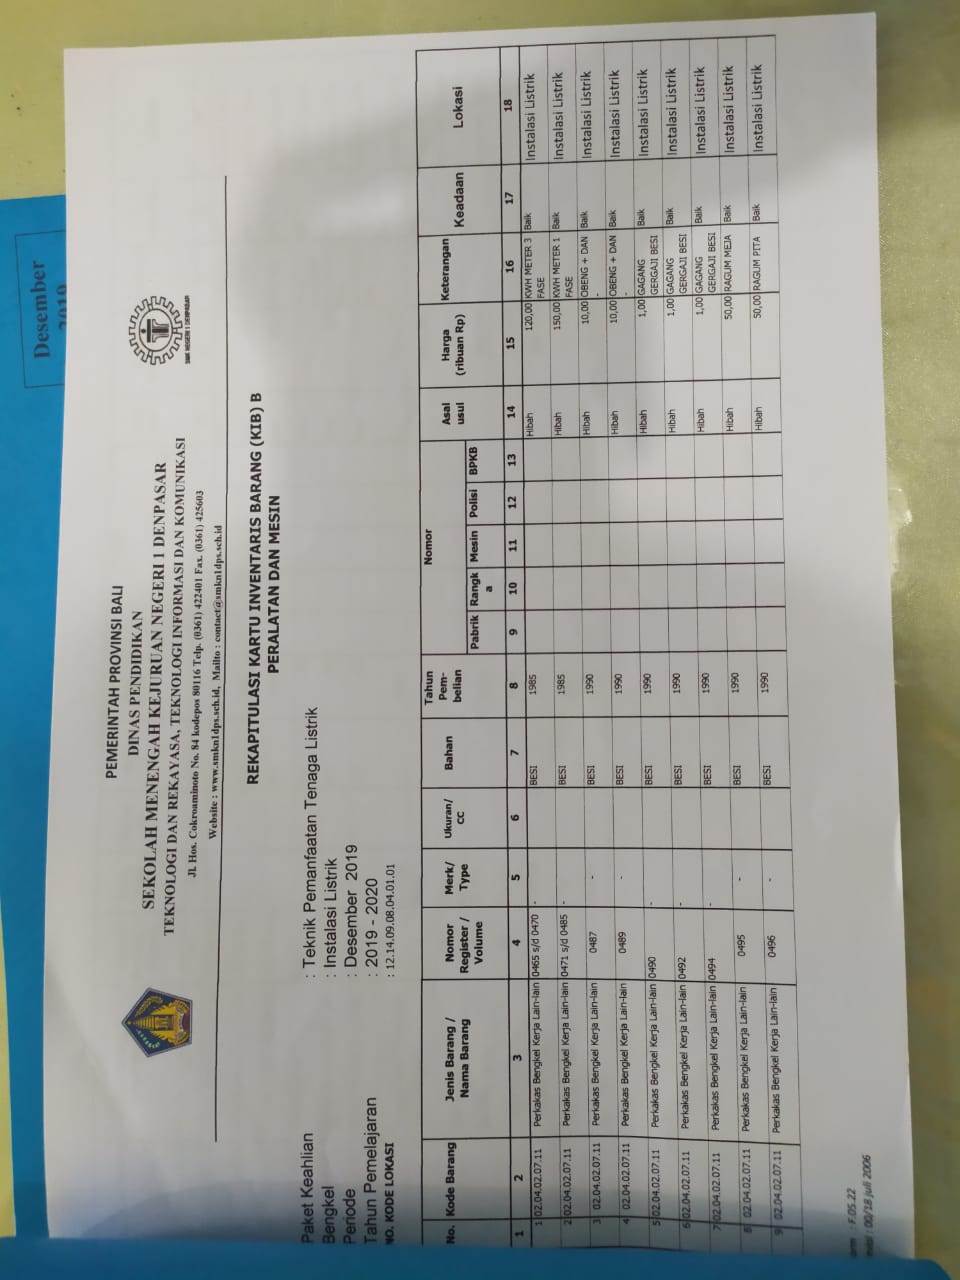 Desember
2019
PEMERINTAH PROVINSI BALI
DINAS PENDIDIKAN
SEKOLAH MENENGAH KEJURUAN NEGERI 1 DENPASAR
TEKNOLOGI DAN REKAYASA, TEKNOLOGI INFORMASI DAN KOMUNIKASI
Jl. Hos. Cokroaminoto No. 84 kodepos 80116 Telp. (0361) 422401 Fax. (0361) 425603
Website : www.smkn1dps.sch.id, Mailto : contact@smkn1dps.sch.id
SMK NEGERI 1 DENPASAR
REKAPITULASI KARTU INVENTARIS BARANG (KIB) B
PERALATAN DAN MESIN
Paket Keahlian : Teknik Pemanfaatan Tenaga Listrik
Bengkel : Instalasi Listrik
Periode : Desember 2019
Tahun Pemelajaran : 2019 - 2020
NO. KODE LOKASI : 12.14.09.08.04.01.01
No. Kode Barang Jenis Barang / Nama Barang Nomor Register / Volume Merk/ Type Ukuran/ cc Bahan Tahun Pem- belian Nomor Asal usul Harga (ribuan Rp) Keterangan Keadaan Lokasi
Pabrik Rangk a Mesin Polisi BPKB
1 2 3 4 5 6 7 8 9 10 11 12 13 14 15 16 17 18
1 02.04.02.07.11 Perkakas Bengkel Kerja Lain-lain 0465 s/d 0470 - BESI 1985 Hibah 120,00 KWH METER 3 FASE Baik Instalasi Listrik
2 02.04.02.07.11 Perkakas Bengkel Kerja Lain-lain 0471 s/d 0485 - BESI 1985 Hibah 150,00 KWH METER 1 FASE Baik Instalasi Listrik
3 02.04.02.07.11 Perkakas Bengkel Kerja Lain-lain 0487 - BESI 1990 Hibah 10,00 OBENG + DAN - Baik Instalasi Listrik
4 02.04.02.07.11 Perkakas Bengkel Kerja Lain-lain 0489 - BESI 1990 Hibah 10,00 OBENG + DAN - Baik Instalasi Listrik
5 02.04.02.07.11 Perkakas Bengkel Kerja Lain-lain 0490 - BESI 1990 Hibah 1,00 GAGANG GERGAJI BESI Baik Instalasi Listrik
6 02.04.02.07.11 Perkakas Bengkel Kerja Lain-lain 0492 - BESI 1990 Hibah 1,00 GAGANG GERGAJI BESI Baik Instalasi Listrik
7 02.04.02.07.11 Perkakas Bengkel Kerja Lain-lain 0494 - BESI 1990 Hibah 1,00 GAGANG GERGAJI BESI Baik Instalasi Listrik
8 02.04.02.07.11 Perkakas Bengkel Kerja Lain-lain 0495 - BESI 1990 Hibah 50,00 RAGUM MEJA Baik Instalasi Listrik
9 02.04.02.07.11 Perkakas Bengkel Kerja Lain-lain 0496 - BESI 1990 Hibah 50,00 RAGUM PITA Baik Instalasi Listrik
: F.05.22
: 00/18 juli 2006